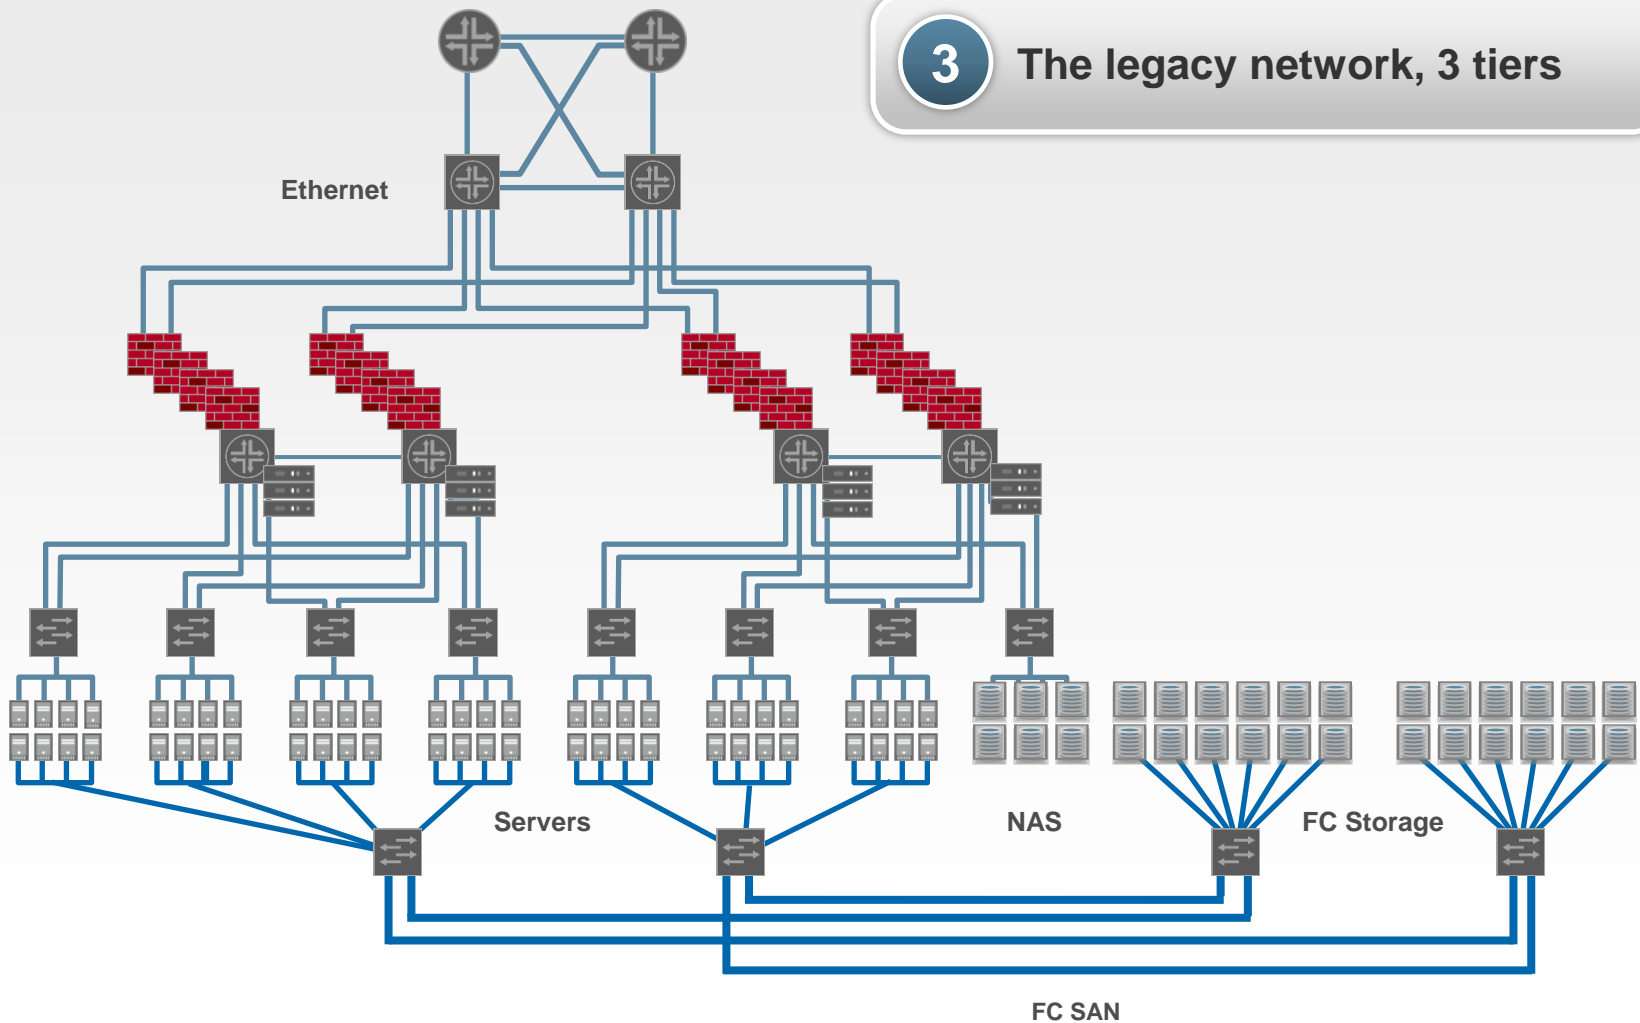 3
The legacy network, 3 tiers
Ethernet
Servers
NAS
FC Storage
FC SAN